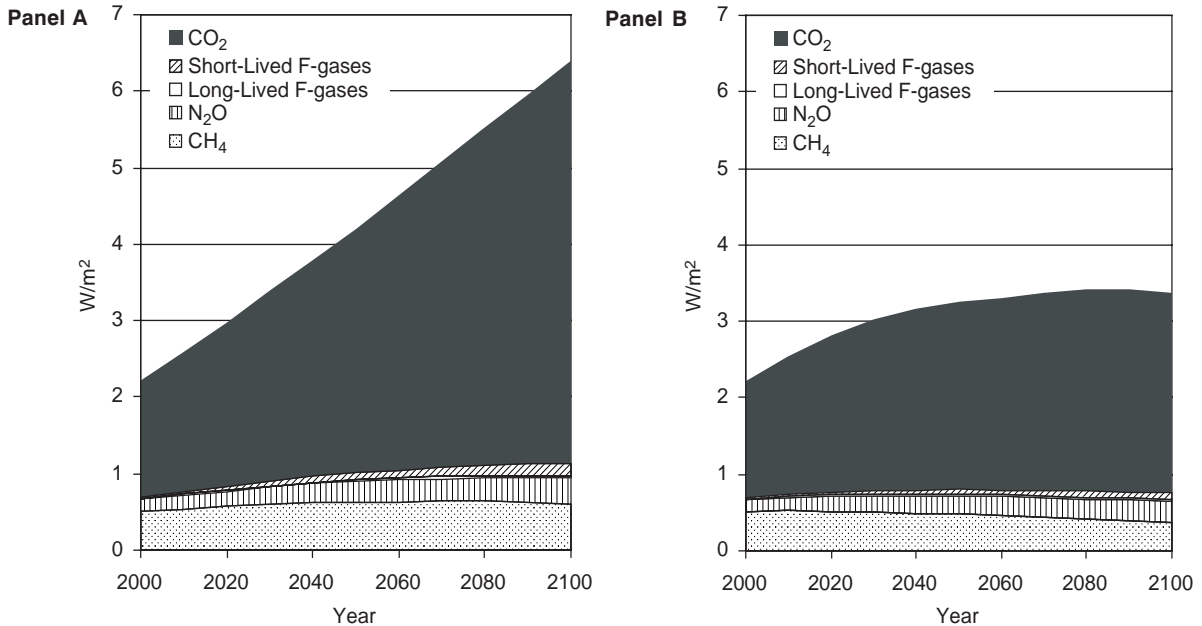 Panel A
7
6
5
4
3
2
1
0
W/m²
CO₂
Short-Lived F-gases
Long-Lived F-gases
N₂O
CH₄
2000 2020 2040 2060 2080 2100
Year
Panel B
7
6
5
4
3
2
1
0
W/m²
CO₂
Short-Lived F-gases
Long-Lived F-gases
N₂O
CH₄
2000 2020 2040 2060 2080 2100
Year